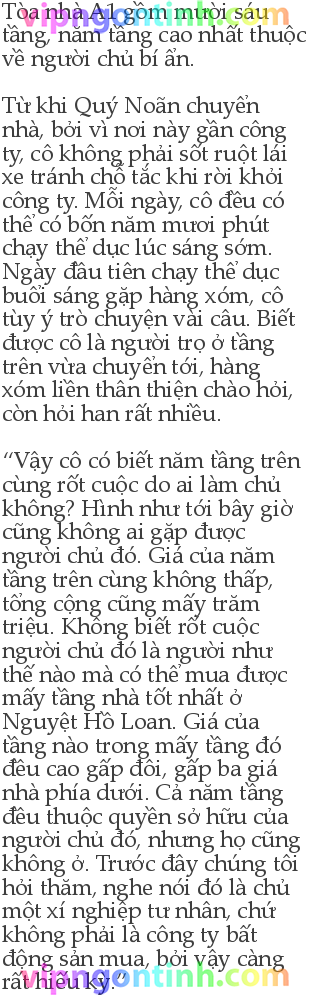 Tòa nhà A1 gồm mười sáu
tầng, năm tầng cao nhất thuộc
về người chủ bí ẩn.
Từ khi Quý Noãn chuyển
nhà, bởi vì nơi này gần công
ty, cô không phải sốt ruột lái
xe tránh chỗ tắc khi rời khỏi
công ty. Mỗi ngày, cô đều có
thể có bốn năm mươi phút
chạy thể dục lúc sáng sớm.
Ngày đầu tiên chạy thể dục
buổi sáng gặp hàng xóm, cô
tùy ý trò chuyện vài câu. Biết
được cô là người trọ ở tầng
trên vừa chuyển tới, hàng
xóm liền thân thiện chào hỏi,
còn hỏi han rất nhiều.
“Vậy cô có biết năm tầng trên
cùng rốt cuộc do ai làm chủ
không? Hình như tới bây giờ
cũng không ai gặp được
người chủ đó. Giá của năm
tầng trên cùng không thấp,
tổng cộng cũng mấy trăm
triệu. Không biết rốt cuộc
người chủ đó là người như
thế nào mà có thể mua được
mấy tầng nhà tốt nhất ở
Nguyệt Hồ Loan. Giá của
tầng nào trong mấy tầng đó
đều cao gấp đôi, gấp ba giá
nhà phía dưới. Cả năm tầng
đều thuộc quyền sở hữu của
người chủ đó, nhưng họ cũng
không ở. Trước đây chúng tôi
hỏi thăm, nghe nói đó là chủ
một xí nghiệp tư nhân, chứ
không phải là công ty bất
động sản mua, bởi vậy càng
rất hiếu kỳ.”
vipngontinh.com
vipngontinh.com